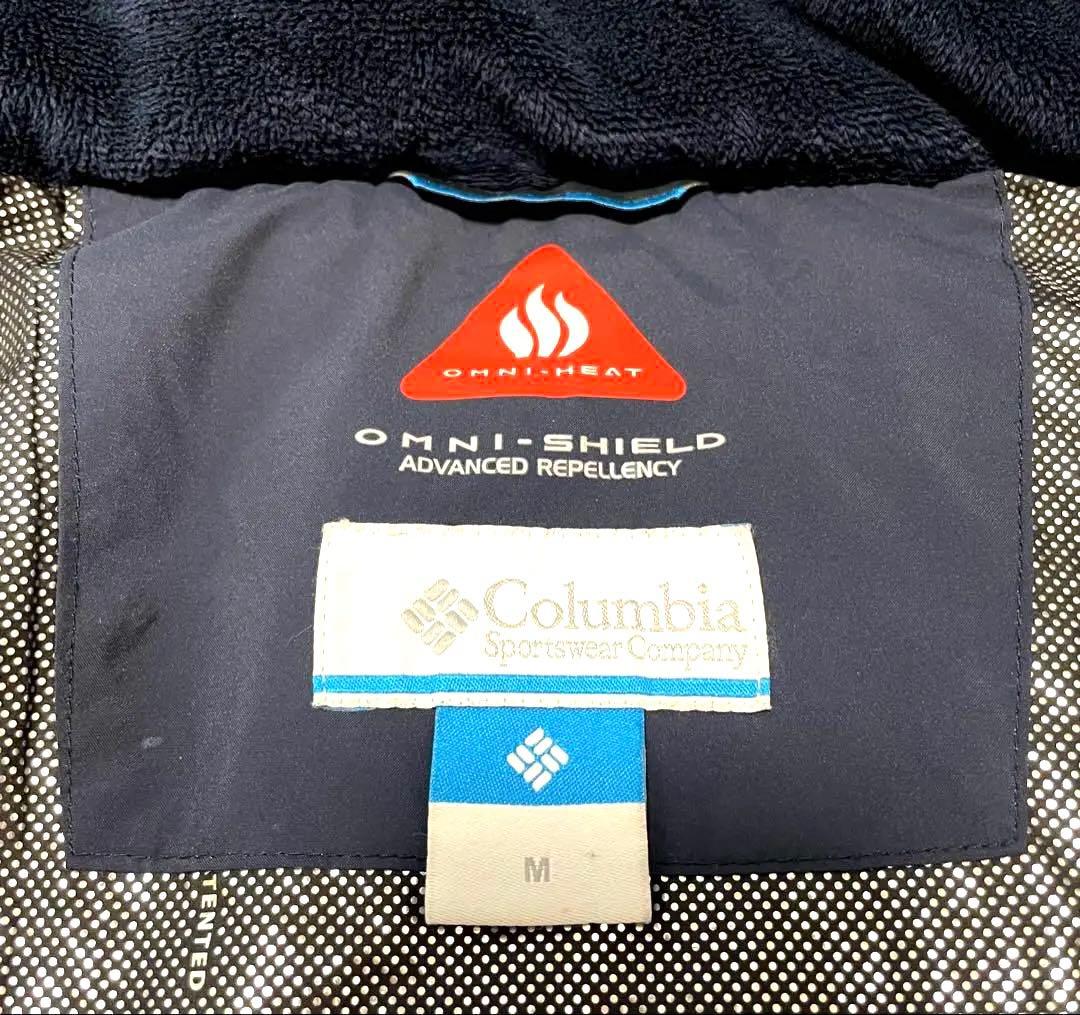 OMNI-HEAT
OMNI-SHIELD
ADVANCED REPELLENCY
Columbia
Sportswear Company
M
TENTED